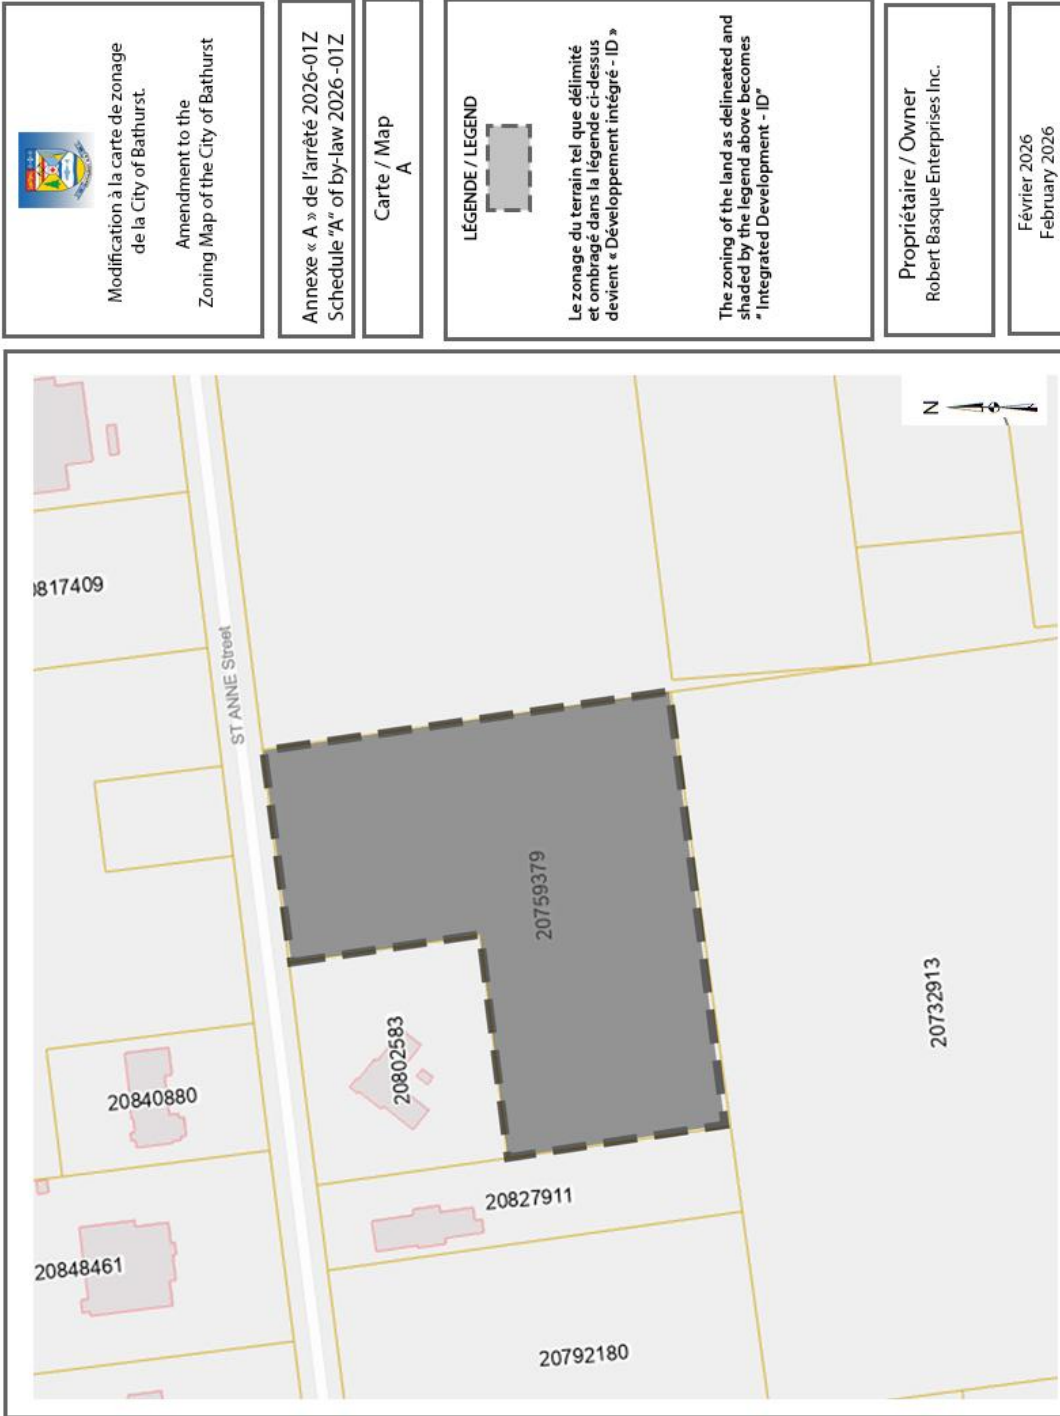 Modification à la carte de zonage
de la City of Bathurst.
Amendment to the
Zoning Map of the City of Bathurst
Annexe « A » de l'arrêté 2026-01Z
Schedule "A" of by-law 2026 -01Z
Carte / Map
A
LÉGENDE / LEGEND
Le zonage du terrain tel que délimité
et ombragé dans la légende ci-dessus
devient « Développement intégré - ID »
The zoning of the land as delineated and
shaded by the legend above becomes
" Integrated Development - ID"
Propriétaire / Owner
Robert Basque Enterprises Inc.
Février 2026
February 2026
N
ST ANNE Street
20848461
20840880
20802583
20827911
20792180
20759379
20732913